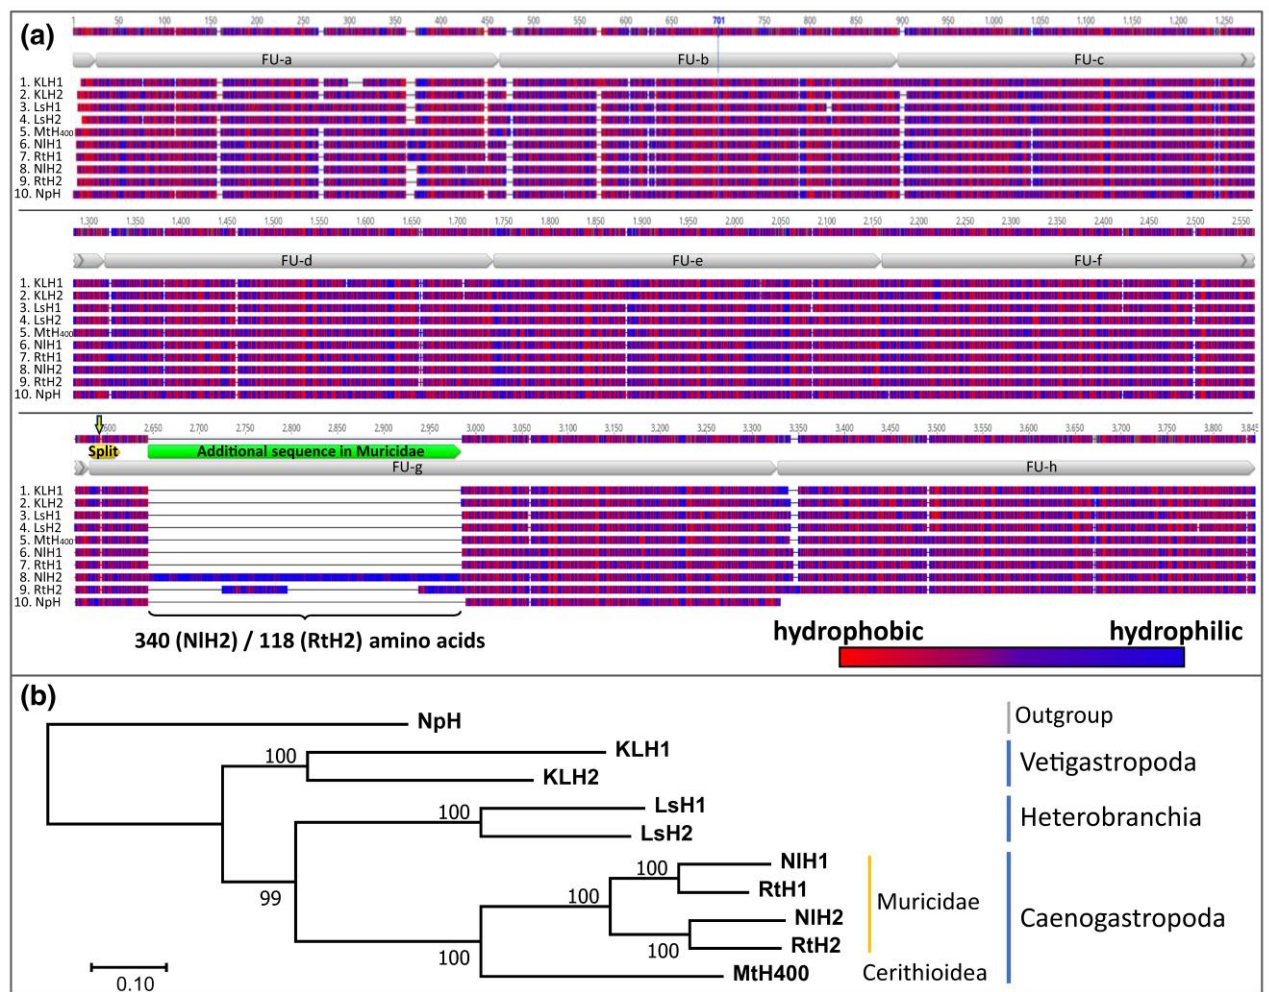 (a)
1 50 100 150 200 250 300 350 400 450 500 550 600 650 701 750 800 850 900 950 1,000 1,050 1,100 1,150 1,200 1,250
FU-a FU-b FU-c
1. KLH1
2. KLH2
3. LsH1
4. LsH2
5. MtH400
6. NlH1
7. RtH1
8. NlH2
9. RtH2
10. NpH
1,300 1,350 1,400 1,450 1,500 1,550 1,600 1,650 1,700 1,750 1,800 1,850 1,900 1,950 2,000 2,050 2,100 2,150 2,200 2,250 2,300 2,350 2,400 2,450 2,500 2,550
FU-d FU-e FU-f
1. KLH1
2. KLH2
3. LsH1
4. LsH2
5. MtH400
6. NlH1
7. RtH1
8. NlH2
9. RtH2
10. NpH
2,650 2,700 2,750 2,800 2,850 2,900 2,950 3,000 3,050 3,100 3,150 3,200 3,250 3,300 3,350 3,400 3,450 3,500 3,550 3,600 3,650 3,700 3,750 3,800 3,845
Split Additional sequence in Muricidae
FU-g FU-h
1. KLH1
2. KLH2
3. LsH1
4. LsH2
5. MtH400
6. NlH1
7. RtH1
8. NlH2
9. RtH2
10. NpH
340 (NlH2) / 118 (RtH2) amino acids
hydrophobic hydrophilic
(b)
NpH Outgroup
100 KLH1
KLH2 Vetigastropoda
100 LsH1
LsH2 Heterobranchia
99
100 NlH1
RtH1
100 NlH2
100 RtH2
Muricidae
Caenogastropoda
100 MtH400 Cerithioidea
0.10